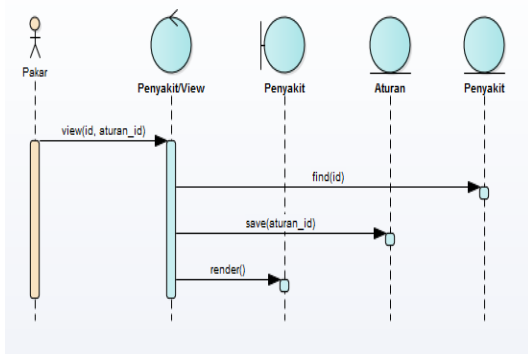 Pakar
Penyakit/View
Penyakit
Aturan
Penyakit
view(id, aturan_id)
find(id)
save(aturan_id)
render()